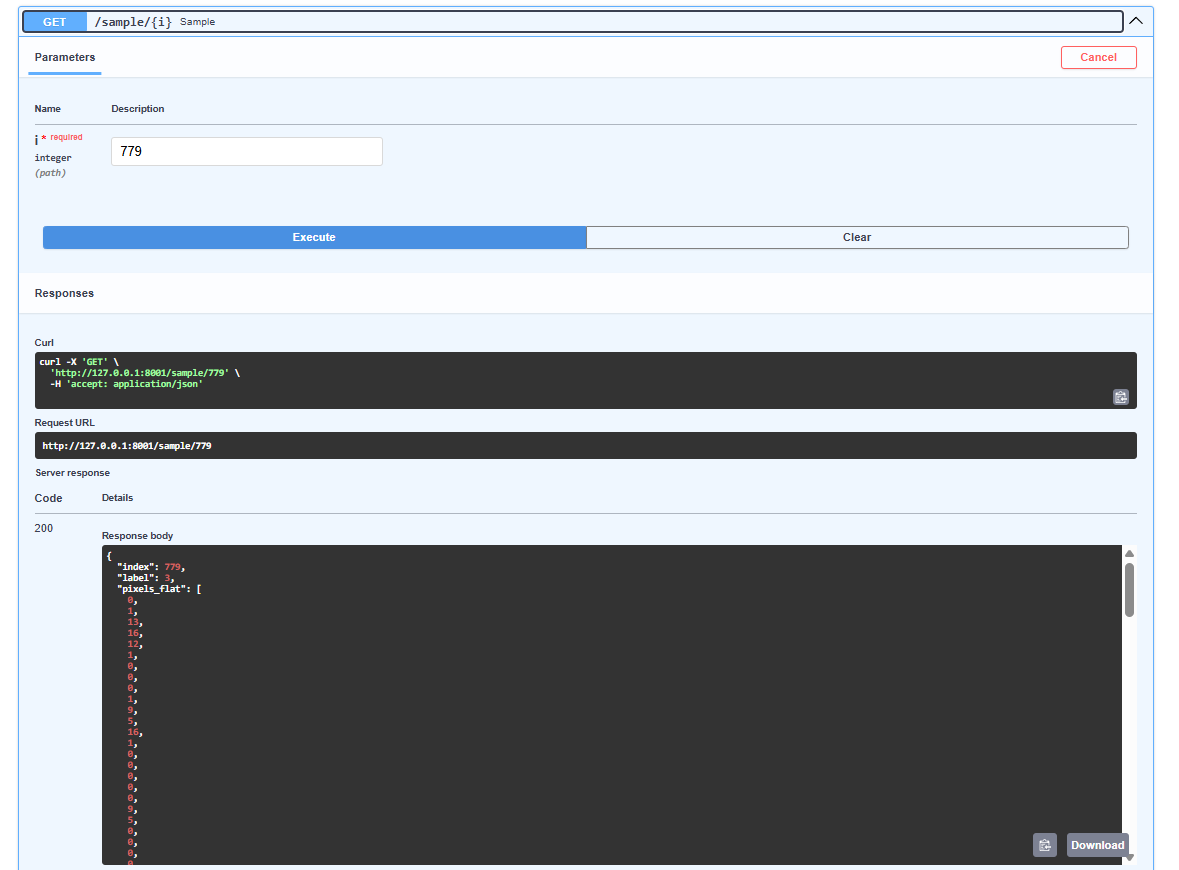 GET /sample/{i} Sample
Parameters
Cancel
Name Description
i * required
integer
(path)
779
Execute Clear
Responses
Curl
curl -X 'GET' \
'http://127.0.0.1:8001/sample/779' \
-H 'accept: application/json'
Request URL
http://127.0.0.1:8001/sample/779
Server response
Code Details
200
Response body
{
"index": 779,
"label": 3,
"pixels_flat": [
0,
1,
13,
16,
12,
1,
0,
0,
0,
1,
9,
5,
16,
1,
0,
0,
0,
0,
0,
9,
5,
0,
0,
0,
0
Download